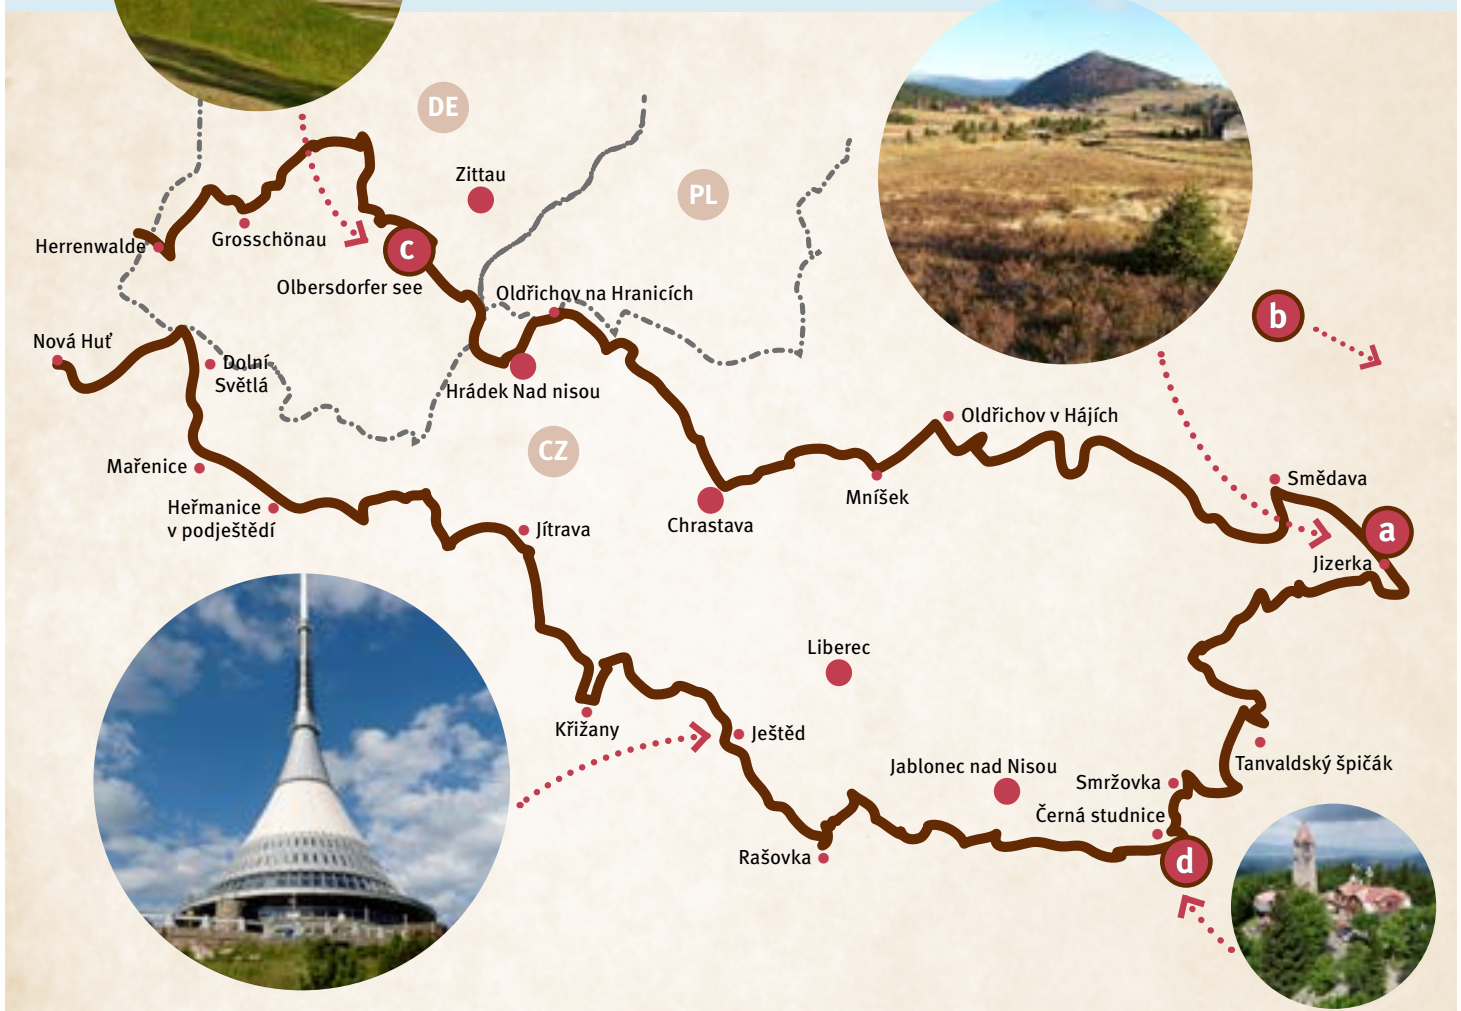 DE
Zittau
PL
Herrenwalde
Grosschönau
c
Olbersdorfer see
Oldřichov na Hranicích
b
Nová Huť
Dolní
Světlá
Hrádek Nad nisou
Oldřichov v Hájích
CZ
Mařenice
Smědava
Mníšek
Heřmanice
v podještědí
Jítrava
Chrastava
a
Jizerka
Liberec
Křižany
Ještěd
Jablonec nad Nisou
Tanvaldský špičák
Smržovka
Černá studnice
Rašovka
d